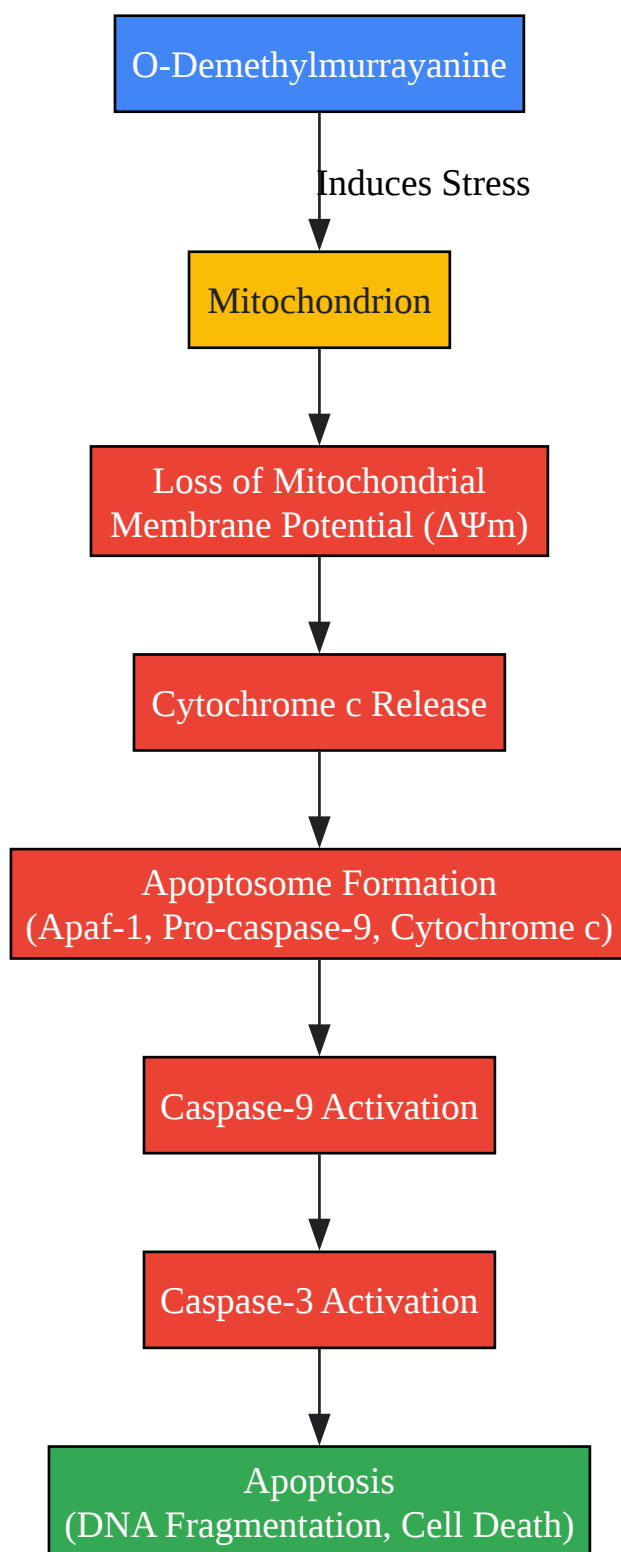 O-Demethylmurrayanine
Induces Stress
Mitochondrion
Loss of Mitochondrial
Membrane Potential (ΔΨm)
Cytochrome c Release
Apoptosome Formation
(Apaf-1, Pro-caspase-9, Cytochrome c)
Caspase-9 Activation
Caspase-3 Activation
Apoptosis
(DNA Fragmentation, Cell Death)